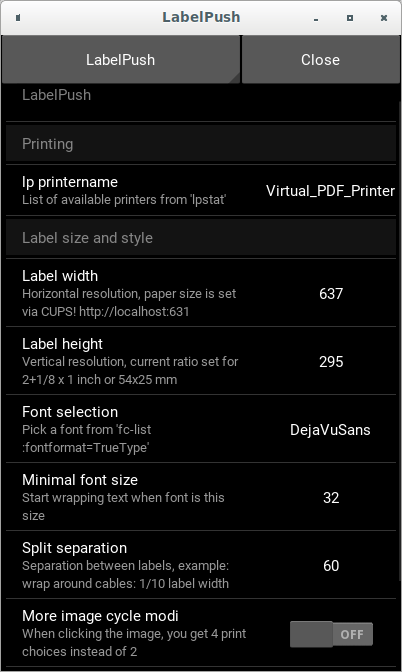 LabelPush
LabelPush
Close
LabelPush
Printing
lp printername
List of available printers from 'lpstat'
Virtual_PDF_Printer
Label size and style
Label width
Horizontal resolution, paper size is set
via CUPS! http://localhost:631
637
Label height
Vertical resolution, current ratio set for
2+1/8 x 1 inch or 54x25 mm
295
Font selection
Pick a font from 'fc-list
:fontformat=TrueType'
DejaVuSans
Minimal font size
Start wrapping text when font is this
size
32
Split separation
Separation between labels, example:
wrap around cables: 1/10 label width
60
More image cycle modi
When clicking the image, you get 4 print
choices instead of 2
OFF